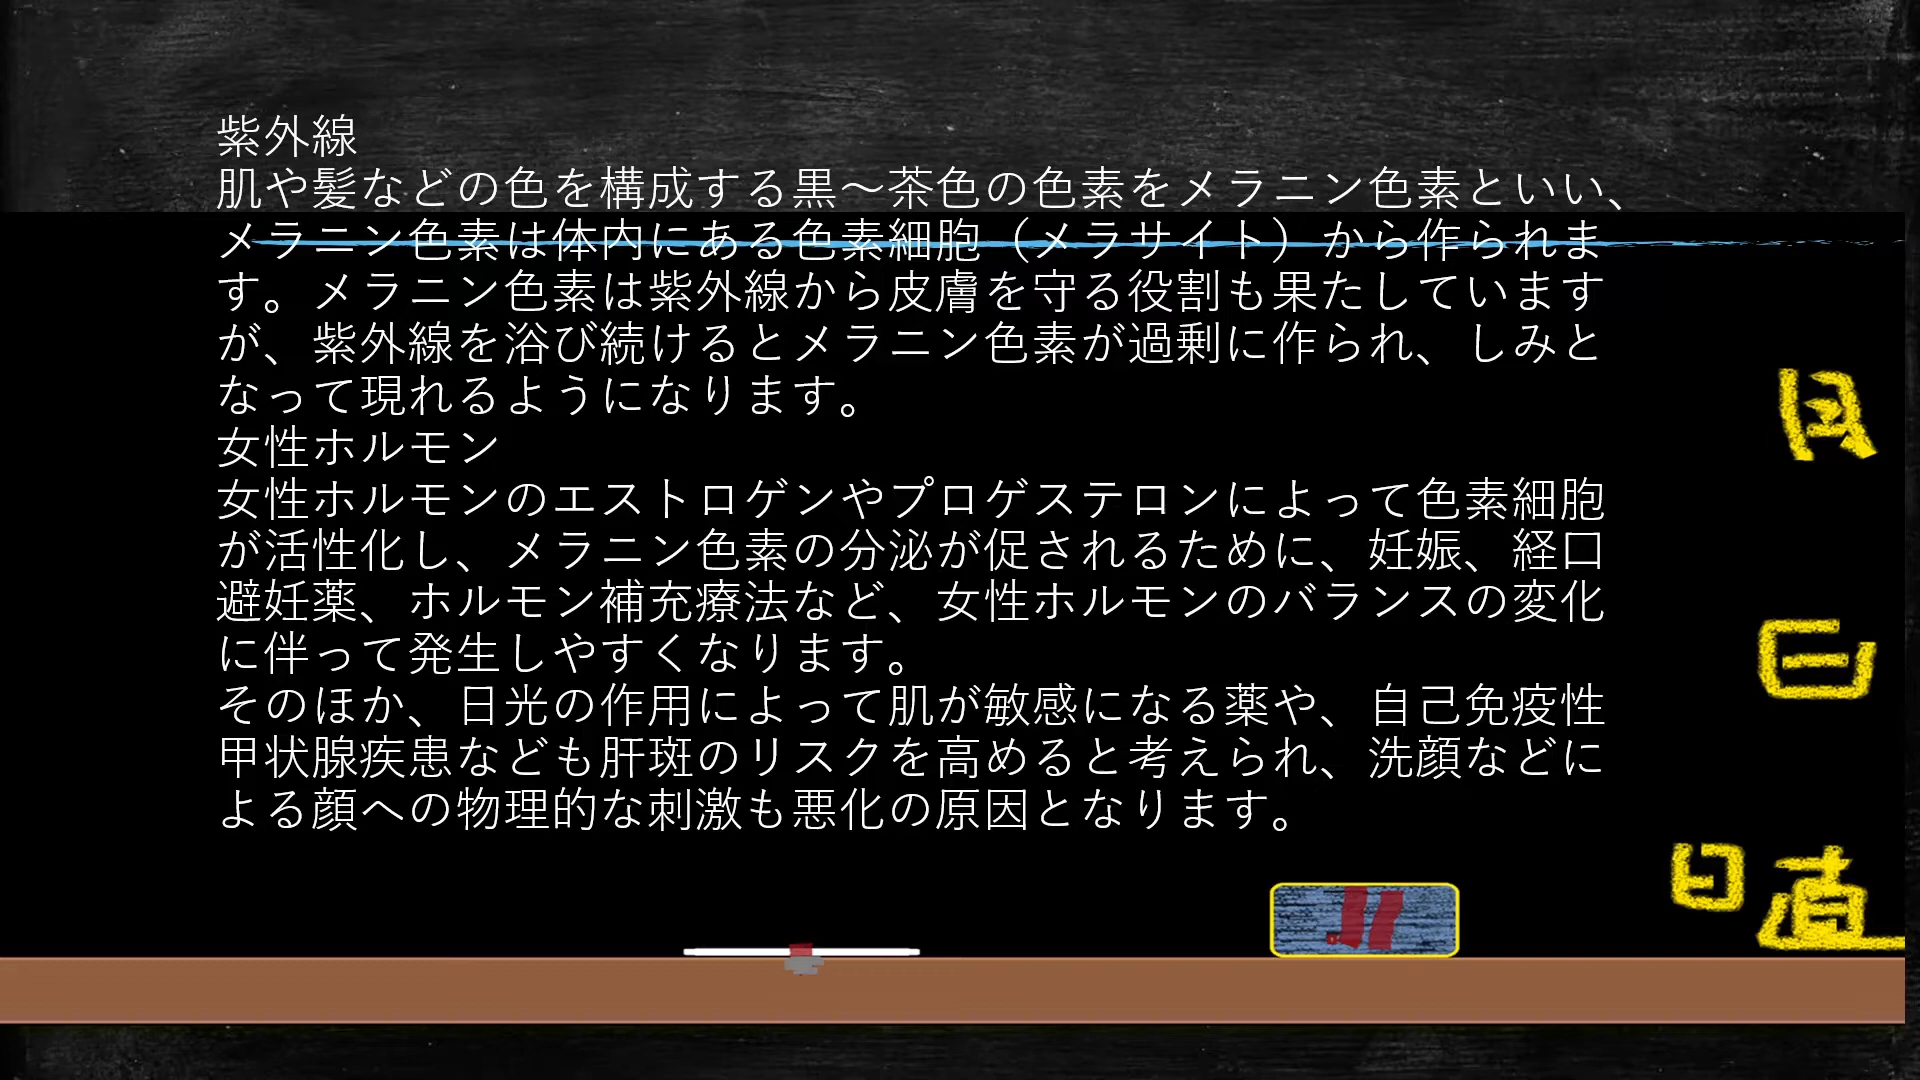 紫外線
肌や髪などの色を構成する黒～茶色の色素をメラニン色素といい、
メラニン色素は体内にある色素細胞（メラサイト）から作られま
す。メラニン色素は紫外線から皮膚を守る役割も果たしています
が、紫外線を浴び続けるとメラニン色素が過剰に作られ、しみと
なって現れるようになります。
女性ホルモン
女性ホルモンのエストロゲンやプロゲステロンによって色素細胞
が活性化し、メラニン色素の分泌が促されるために、妊娠、経口
避妊薬、ホルモン補充療法など、女性ホルモンのバランスの変化
に伴って発生しやすくなります。
そのほか、日光の作用によって肌が敏感になる薬や、自己免疫性
甲状腺疾患なども肝斑のリスクを高めると考えられ、洗顔などに
よる顔への物理的な刺激も悪化の原因となります。
日直